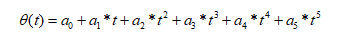 θ(t) = a₀ + a₁ * t + a₂ * t² + a₃ * t³ + a₄ * t⁴ + a₅ * t⁵